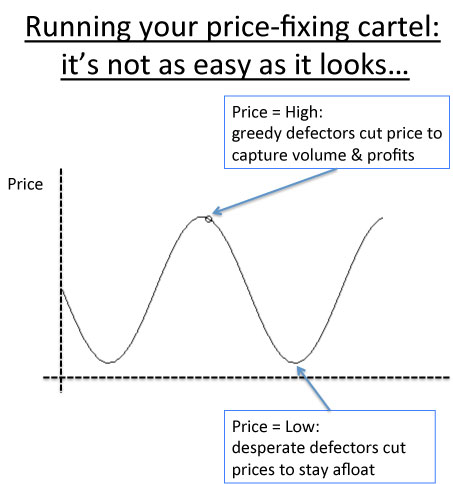 Running your price-fixing cartel:
it's not as easy as it looks…
Price = High:
greedy defectors cut price to
capture volume & profits
Price
Price = Low:
desperate defectors cut
prices to stay afloat